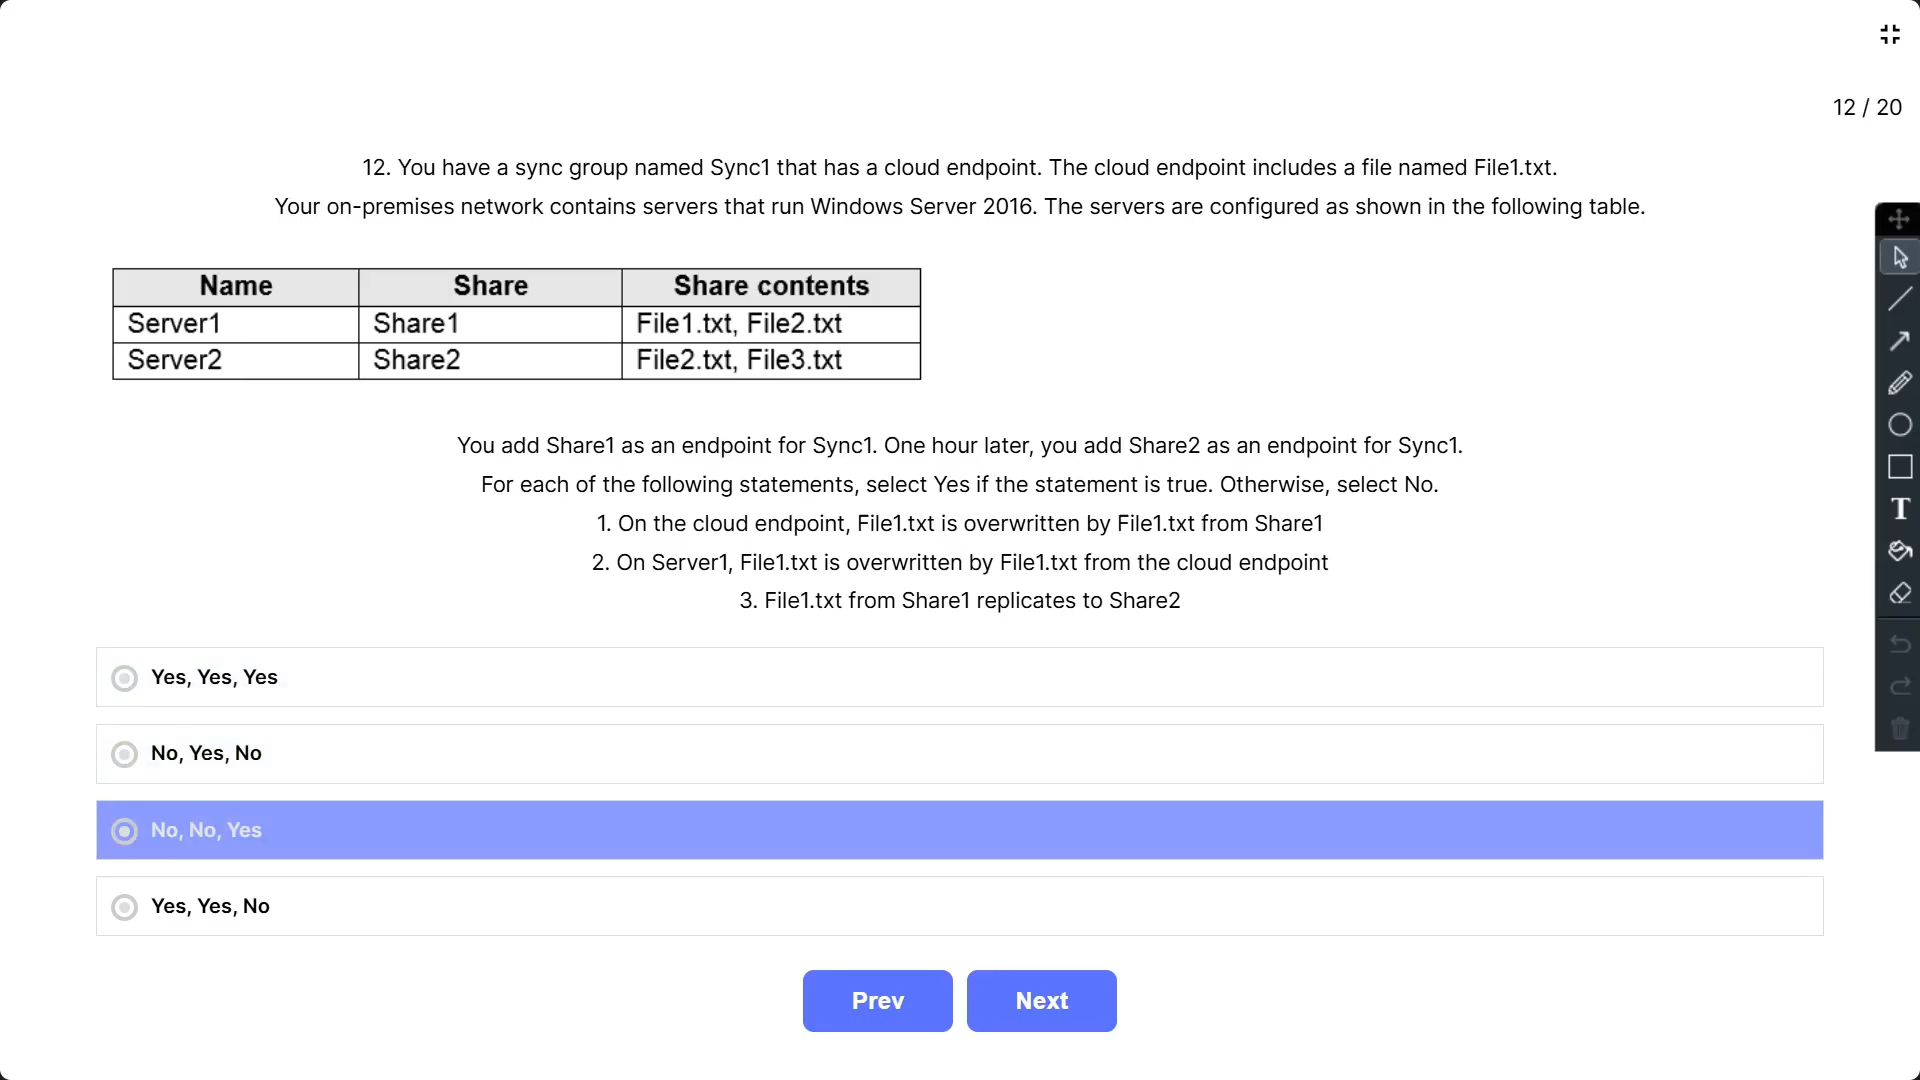 12 / 20
12. You have a sync group named Sync1 that has a cloud endpoint. The cloud endpoint includes a file named File1.txt.
Your on-premises network contains servers that run Windows Server 2016. The servers are configured as shown in the following table.
Name Share Share contents
Server1 Share1 File1.txt, File2.txt
Server2 Share2 File2.txt, File3.txt
You add Share1 as an endpoint for Sync1. One hour later, you add Share2 as an endpoint for Sync1.
For each of the following statements, select Yes if the statement is true. Otherwise, select No.
1. On the cloud endpoint, File1.txt is overwritten by File1.txt from Share1
2. On Server1, File1.txt is overwritten by File1.txt from the cloud endpoint
3. File1.txt from Share1 replicates to Share2
Yes, Yes, Yes
No, Yes, No
No, No, Yes
Yes, Yes, No
Prev Next
T